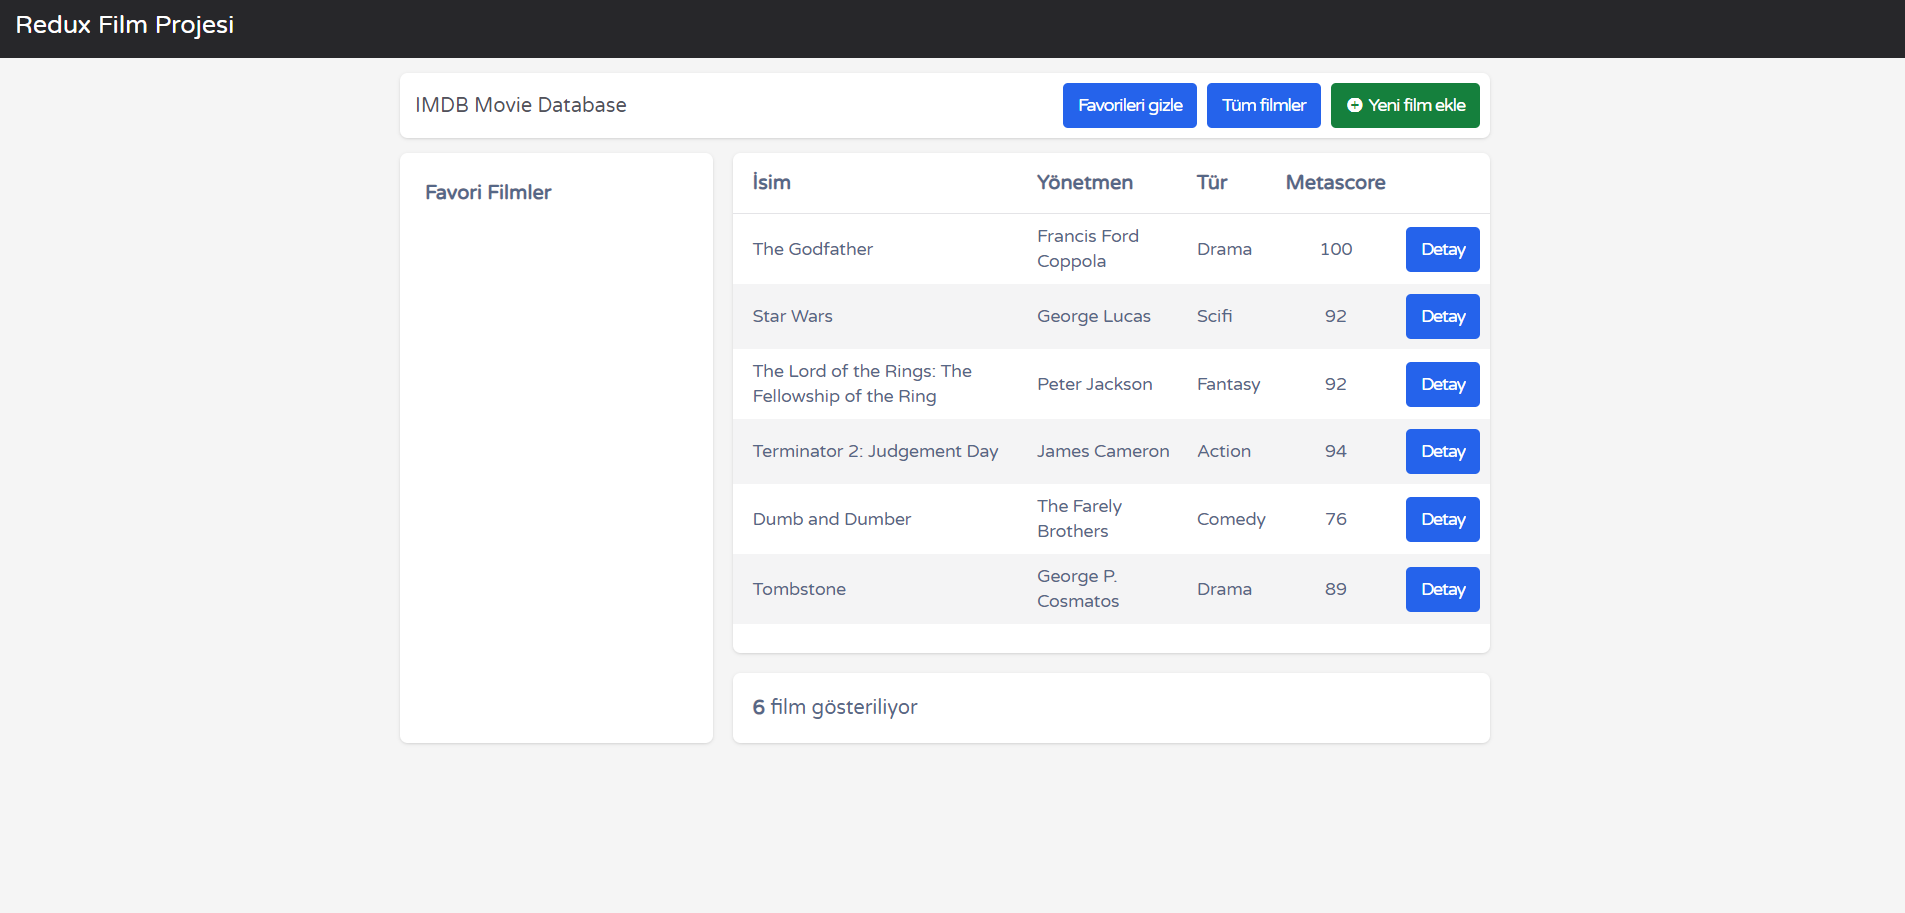 Redux Film Projesi
IMDB Movie Database
Favorileri gizle
Tüm filmler
Yeni film ekle
Favori Filmler
İsim Yönetmen Tür Metascore
The Godfather Francis Ford Coppola Drama 100 Detay
Star Wars George Lucas Scifi 92 Detay
The Lord of the Rings: The Fellowship of the Ring Peter Jackson Fantasy 92 Detay
Terminator 2: Judgement Day James Cameron Action 94 Detay
Dumb and Dumber The Farely Brothers Comedy 76 Detay
Tombstone George P. Cosmatos Drama 89 Detay
6 film gösteriliyor